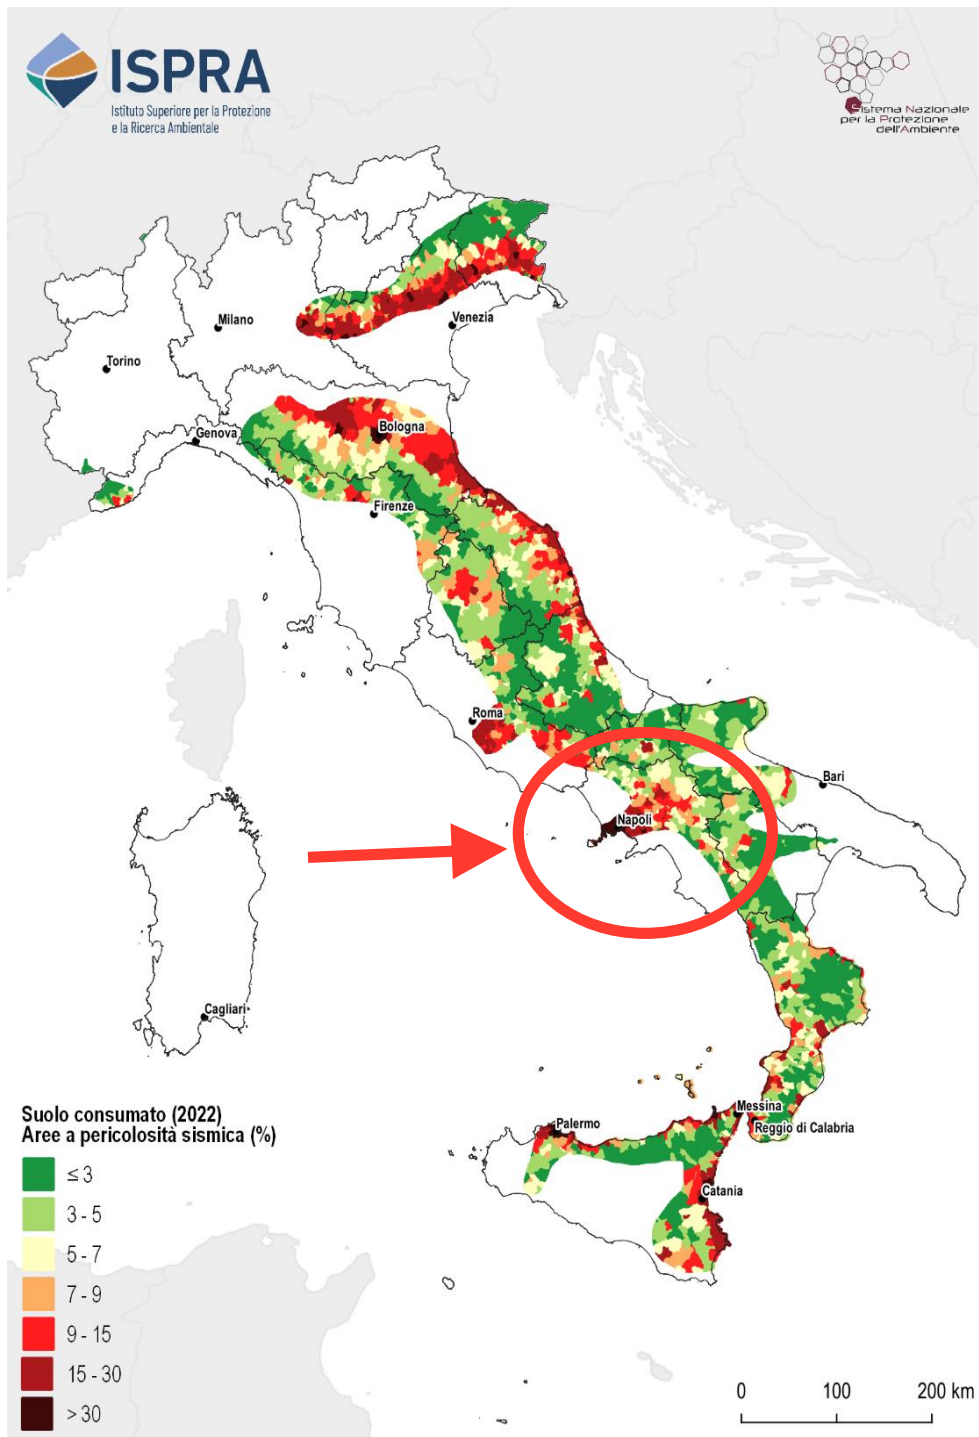 ISPRA
Istituto Superiore per la Protezione
e la Ricerca Ambientale
Sistema Nazionale
per la Protezione
dell'Ambiente
Milano
Venezia
Torino
Genova
Bologna
Firenze
Roma
Bari
Napoli
Cagliari
Messina
Palermo
Reggio di Calabria
Catania
Suolo consumato (2022)
Aree a pericolosità sismica (%)
≤ 3
3 - 5
5 - 7
7 - 9
9 - 15
15 - 30
> 30
0 100 200 km